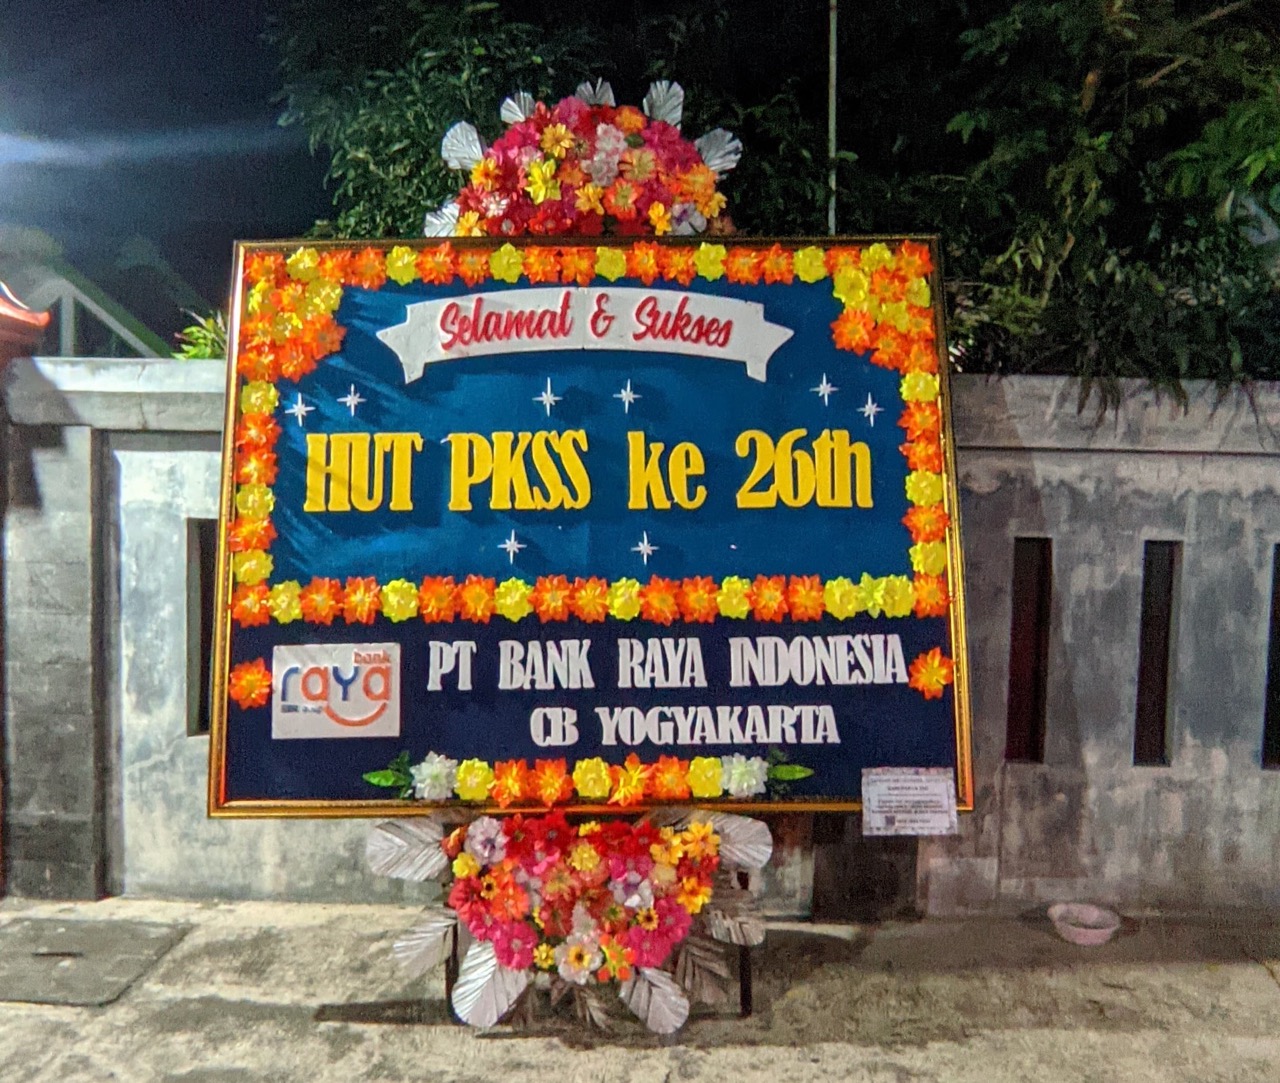 Selamat & Sukses
HUT PKSS ke 26th
bank
raya
PT BANK RAYA INDONESIA
CB YOGYAKARTA